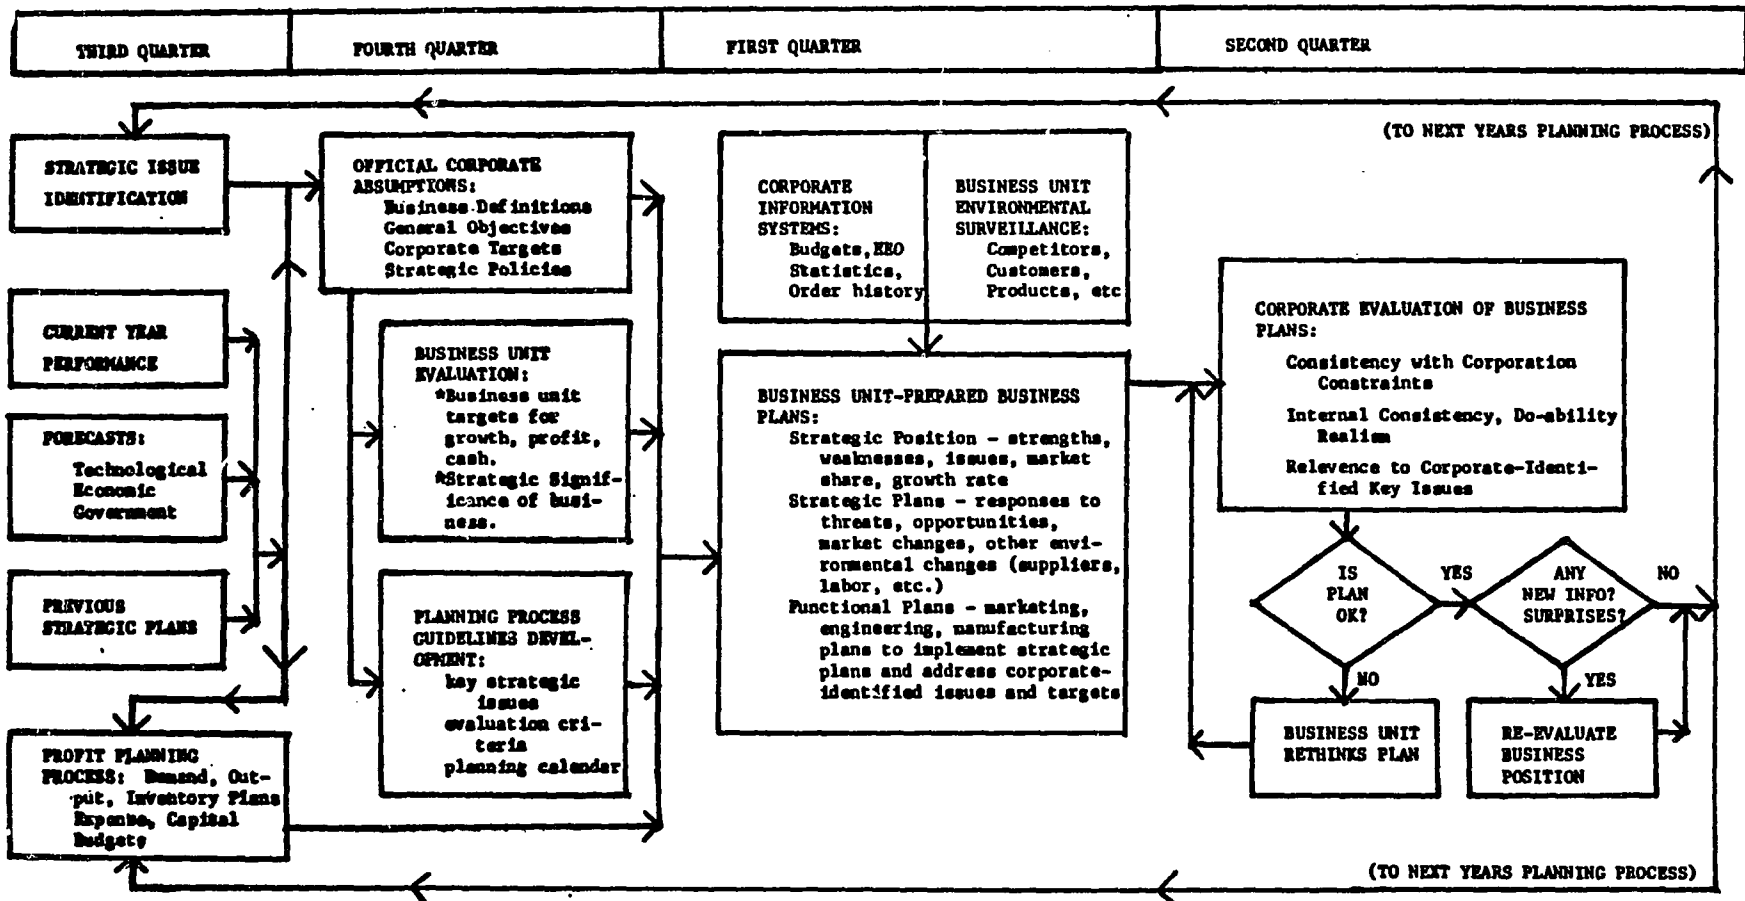 THIRD QUARTER
FOURTH QUARTER
FIRST QUARTER
SECOND QUARTER
(TO NEXT YEARS PLANNING PROCESS)
STRATEGIC ISSUE
IDENTIFICATION
CURRENT YEAR
PERFORMANCE
FORECASTS:
Technological
Economic
Government
PREVIOUS
STRATEGIC PLANS
PROFIT PLANNING
PROCESS: Demand, Out-
put, Inventory Plans
Expense, Capital
Budgets
OFFICIAL CORPORATE
ASSUMPTIONS:
Business Definitions
General Objectives
Corporate Targets
Strategic Policies
BUSINESS UNIT
EVALUATION:
*Business unit
targets for
growth, profit,
cash.
*Strategic Signif-
icance of busi-
ness.
PLANNING PROCESS
GUIDELINES DEVEL-
OPMENT:
key strategic
issues
evaluation cri-
teria
planning calendar
CORPORATE
INFORMATION
SYSTEMS:
Budgets, EEO
Statistics,
Order history
BUSINESS UNIT
ENVIRONMENTAL
SURVEILLANCE:
Competitors,
Customers,
Products, etc
BUSINESS UNIT-PREPARED BUSINESS
PLANS:
Strategic Position - strengths,
weaknesses, issues, market
share, growth rate
Strategic Plans - responses to
threats, opportunities,
market changes, other envi-
ronmental changes (suppliers,
labor, etc.)
Functional Plans - marketing,
engineering, manufacturing
plans to implement strategic
plans and address corporate-
identified issues and targets
CORPORATE EVALUATION OF BUSINESS
PLANS:
Consistency with Corporation
Constraints
Internal Consistency, Do-ability
Realism
Relevence to Corporate-Identi-
fied Key Issues
IS
PLAN
OK?
YES
ANY
NEW INFO?
SURPRISES?
NO
NO
YES
BUSINESS UNIT
RETHINKS PLAN
RE-EVALUATE
BUSINESS
POSITION
(TO NEXT YEARS PLANNING PROCESS)